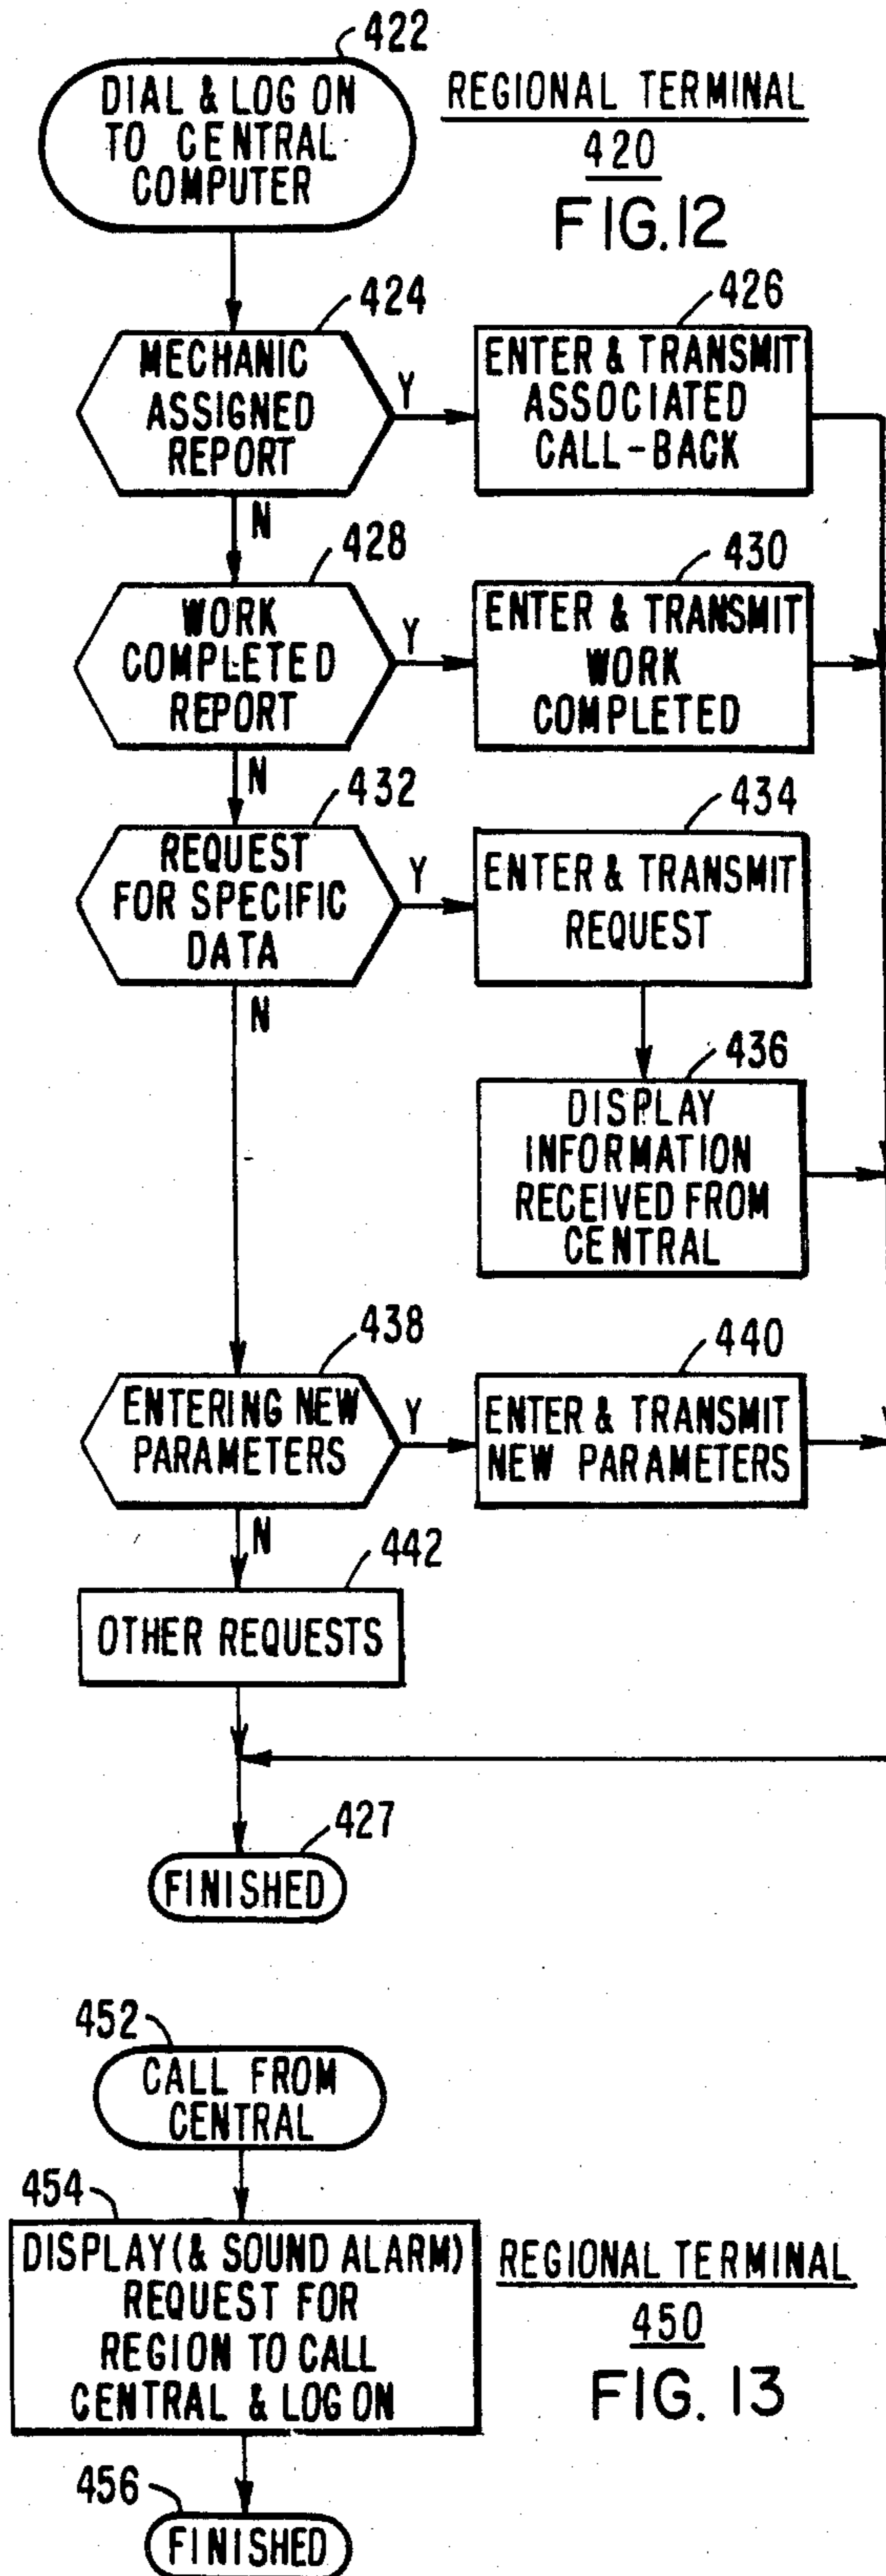 422
DIAL & LOG ON
TO CENTRAL
COMPUTER
REGIONAL TERMINAL
420
FIG.12
424
MECHANIC
ASSIGNED
REPORT
Y
N
426
ENTER & TRANSMIT
ASSOCIATED
CALL-BACK
428
WORK
COMPLETED
REPORT
Y
N
430
ENTER & TRANSMIT
WORK
COMPLETED
432
REQUEST
FOR SPECIFIC
DATA
Y
N
434
ENTER & TRANSMIT
REQUEST
436
DISPLAY
INFORMATION
RECEIVED FROM
CENTRAL
438
ENTERING NEW
PARAMETERS
Y
N
440
ENTER & TRANSMIT
NEW PARAMETERS
442
OTHER REQUESTS
427
FINISHED
452
CALL FROM
CENTRAL
454
DISPLAY (& SOUND ALARM)
REQUEST FOR
REGION TO CALL
CENTRAL & LOG ON
REGIONAL TERMINAL
450
FIG. 13
456
FINISHED